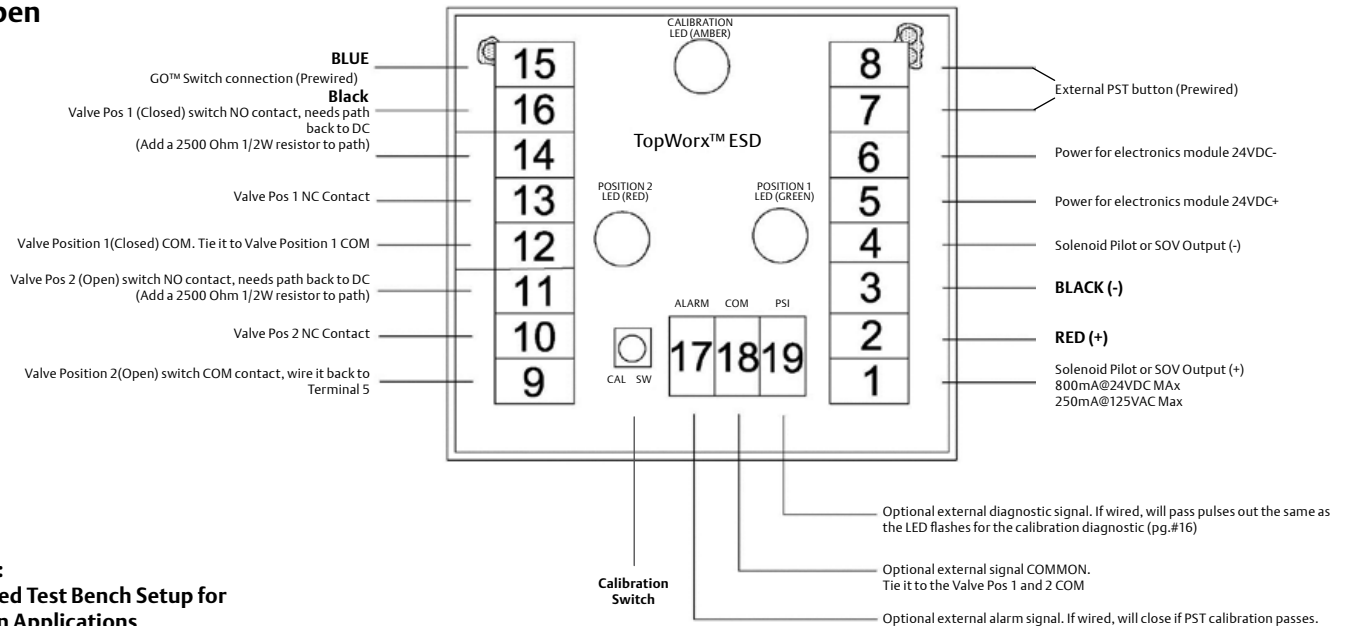 CALIBRATION
LED (AMBER)
BLUE
GO™ Switch connection (Prewired)
Black
Valve Pos 1 (Closed) switch NO contact, needs path
back to DC
(Add a 2500 Ohm 1/2W resistor to path)
Valve Pos 1 NC Contact
Valve Position 1(Closed) COM. Tie it to Valve Position 1 COM
Valve Pos 2 (Open) switch NO contact, needs path back to DC
(Add a 2500 Ohm 1/2W resistor to path)
Valve Pos 2 NC Contact
Valve Position 2(Open) switch COM contact, wire it back to
Terminal 5
15
16
14
13
12
11
10
9
TopWorx™ ESD
POSITION 2
LED (RED)
POSITION 1
LED (GREEN)
CAL SW
ALARM COM PSI
17 18 19
8
7
6
5
4
3
2
1
External PST button (Prewired)
Power for electronics module 24VDC-
Power for electronics module 24VDC+
Solenoid Pilot or SOV Output (-)
BLACK (-)
RED (+)
Solenoid Pilot or SOV Output (+)
800mA@24VDC MAx
250mA@125VAC Max
Optional external diagnostic signal. If wired, will pass pulses out the same as
the LED flashes for the calibration diagnostic (pg.#16)
Optional external signal COMMON.
Tie it to the Valve Pos 1 and 2 COM
Optional external alarm signal. If wired, will close if PST calibration passes.
Calibration
Switch
Test Bench Setup for
Applications